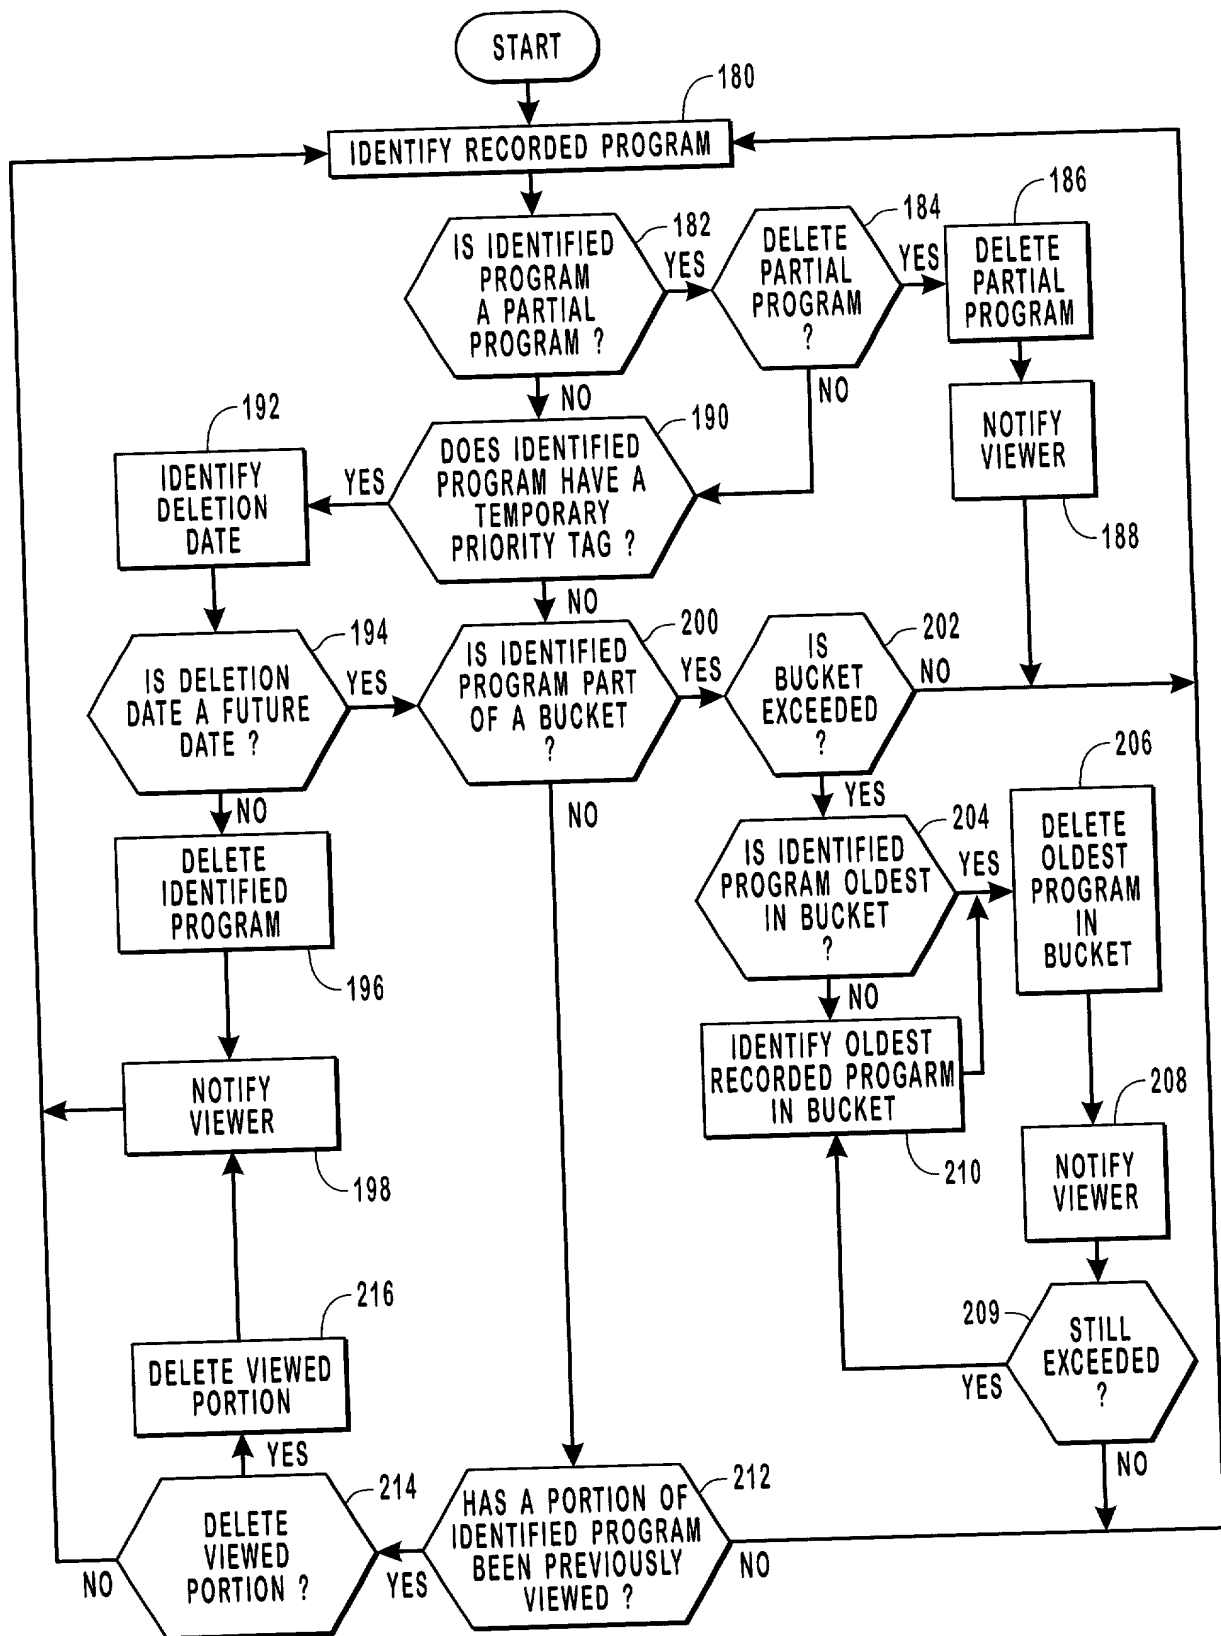 START
180
IDENTIFY RECORDED PROGRAM
182
IS IDENTIFIED
PROGRAM
A PARTIAL
PROGRAM ?
YES
NO
184
DELETE
PARTIAL
PROGRAM
?
YES
NO
186
DELETE
PARTIAL
PROGRAM
NOTIFY
VIEWER
188
190
DOES IDENTIFIED
PROGRAM HAVE A
TEMPORARY
PRIORITY TAG ?
YES
NO
192
IDENTIFY
DELETION
DATE
194
IS DELETION
DATE A FUTURE
DATE ?
YES
NO
200
IS IDENTIFIED
PROGRAM PART
OF A BUCKET
?
YES
NO
202
IS
BUCKET
EXCEEDED
?
NO
YES
204
IS IDENTIFIED
PROGRAM OLDEST
IN BUCKET
?
YES
NO
206
DELETE
OLDEST
PROGRAM
IN
BUCKET
DELETE
IDENTIFIED
PROGRAM
196
IDENTIFY OLDEST
RECORDED PROGARM
IN BUCKET
210
NOTIFY
VIEWER
198
208
NOTIFY
VIEWER
209
STILL
EXCEEDED
?
YES
NO
216
DELETE VIEWED
PORTION
YES
214
DELETE
VIEWED
PORTION ?
NO
212
HAS A PORTION OF
IDENTIFIED PROGRAM
BEEN PREVIOUSLY
VIEWED ?
YES
NO